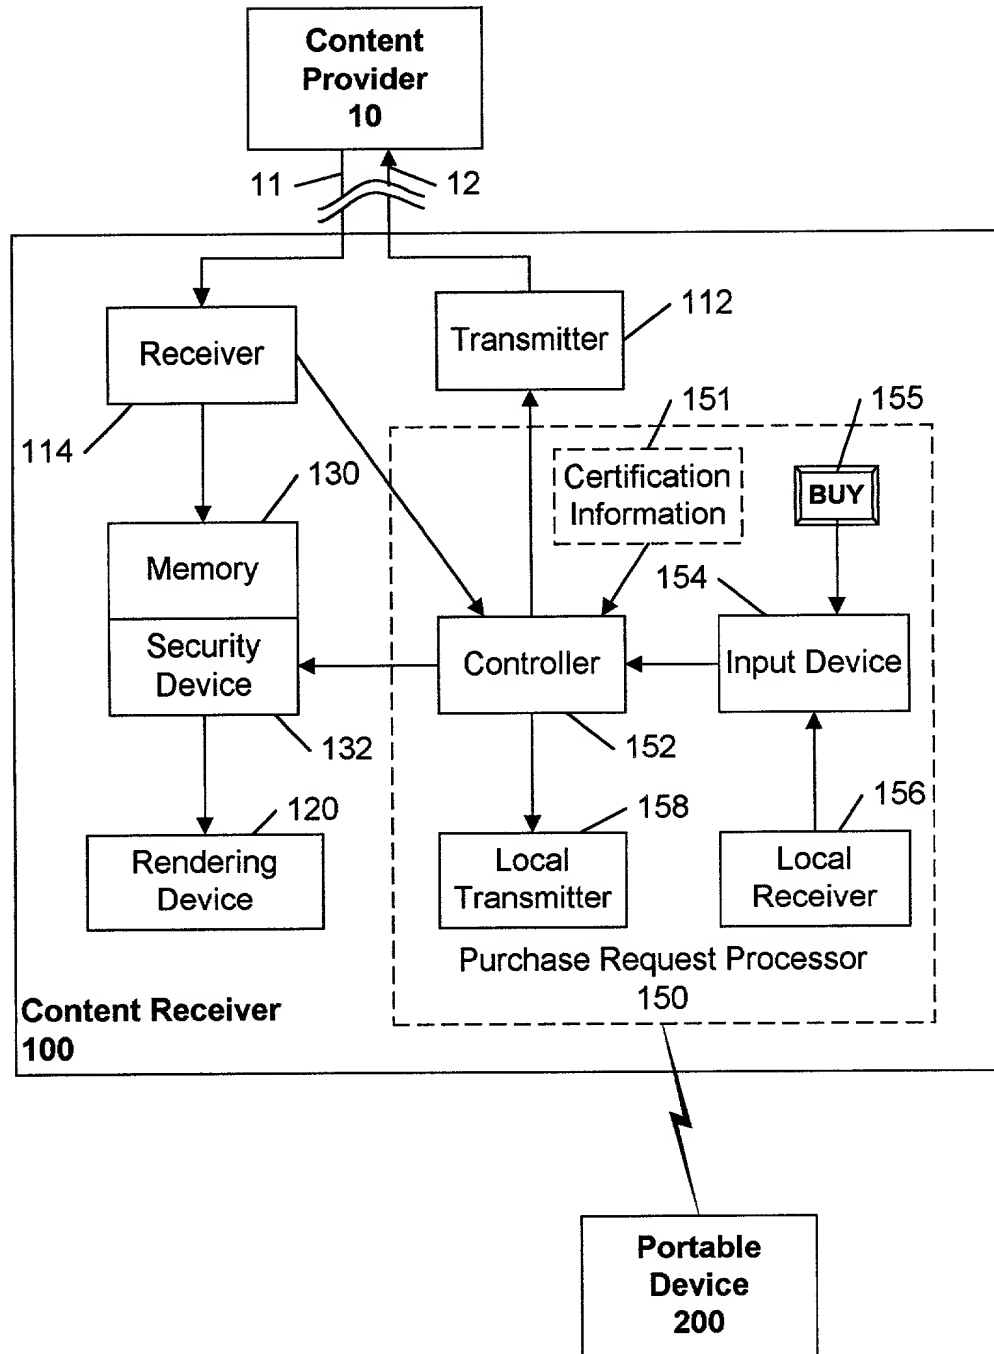 Content
Provider
10
11
12
Receiver
Transmitter
112
114
151
155
Certification
Information
BUY
130
Memory
154
Security
Device
Controller
Input Device
132
152
120
158
156
Rendering
Device
Local
Transmitter
Local
Receiver
Purchase Request Processor
150
Content Receiver
100
Portable
Device
200